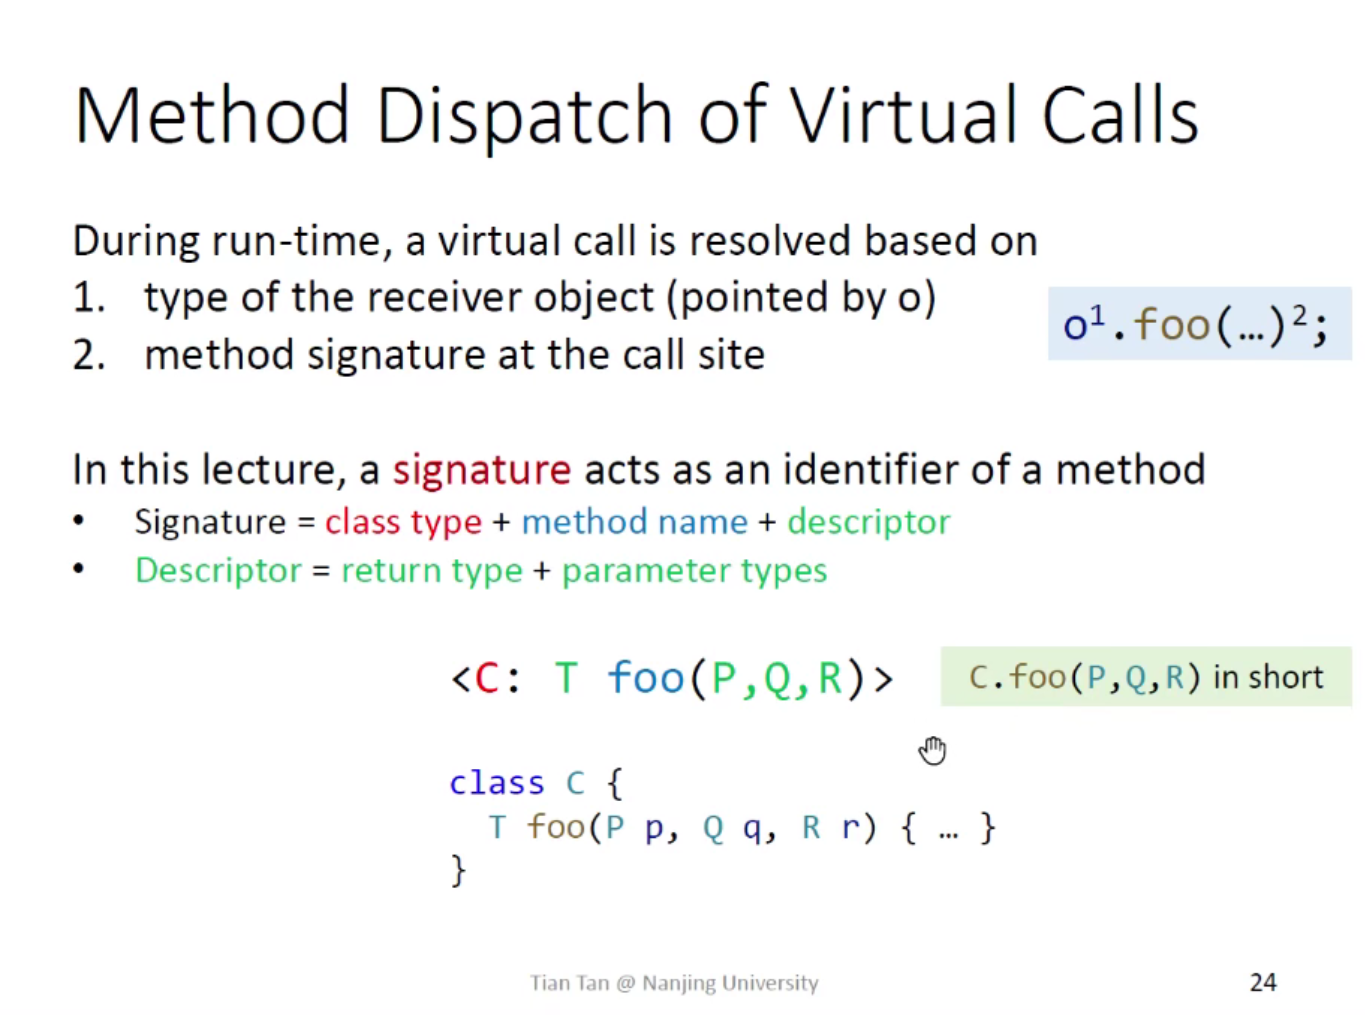 Method Dispatch of Virtual Calls
During run-time, a virtual call is resolved based on
1. type of the receiver object (pointed by o)
2. method signature at the call site
o¹.foo(…)²;
In this lecture, a signature acts as an identifier of a method
• Signature = class type + method name + descriptor
• Descriptor = return type + parameter types
<C: T foo(P,Q,R)>
C.foo(P,Q,R) in short
class C {
T foo(P p, Q q, R r) { … }
}
Tian Tan @ Nanjing University
24